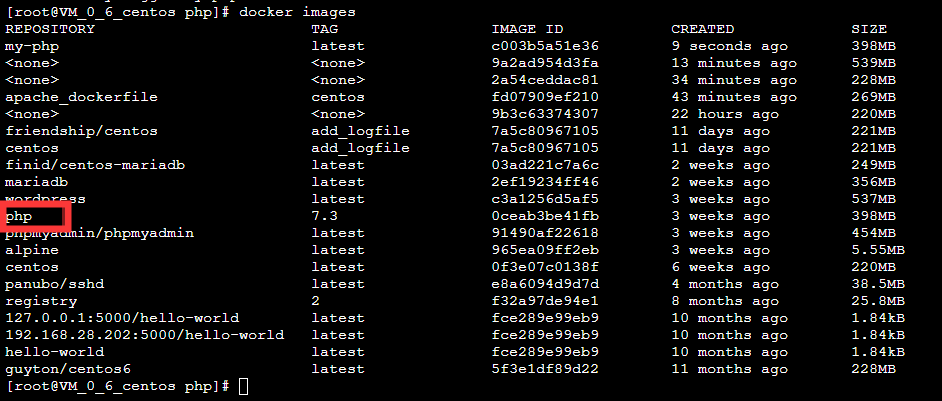 [root@VM_0_6_centos php]# docker images
REPOSITORY TAG IMAGE ID CREATED SIZE
my-php latest c003b5a51e36 9 seconds ago 398MB
<none> <none> 9a2ad954d3fa 13 minutes ago 539MB
<none> <none> 2a54ceddac81 34 minutes ago 228MB
apache_dockerfile centos fd07909ef210 43 minutes ago 269MB
<none> <none> 9b3c63374307 22 hours ago 220MB
friendship/centos add_logfile 7a5c80967105 11 days ago 221MB
centos add_logfile 7a5c80967105 11 days ago 221MB
finid/centos-mariadb latest 03ad221c7a6c 2 weeks ago 249MB
mariadb latest 2ef19234ff46 2 weeks ago 356MB
wordpress latest c3a1256d5af5 3 weeks ago 537MB
php 7.3 0ceab3be41fb 3 weeks ago 398MB
phpmyadmin/phpmyadmin latest 91490af22618 3 weeks ago 454MB
alpine latest 965ea09ff2eb 3 weeks ago 5.55MB
centos latest 0f3e07c0138f 6 weeks ago 220MB
panubo/sshd latest e8a6094d9d7d 4 months ago 38.5MB
registry 2 f32a97de94e1 8 months ago 25.8MB
127.0.0.1:5000/hello-world latest fce289e99eb9 10 months ago 1.84kB
192.168.28.202:5000/hello-world latest fce289e99eb9 10 months ago 1.84kB
hello-world latest fce289e99eb9 10 months ago 1.84kB
guyton/centos6 latest 5f3e1df89d22 11 months ago 228MB
[root@VM_0_6_centos php]#